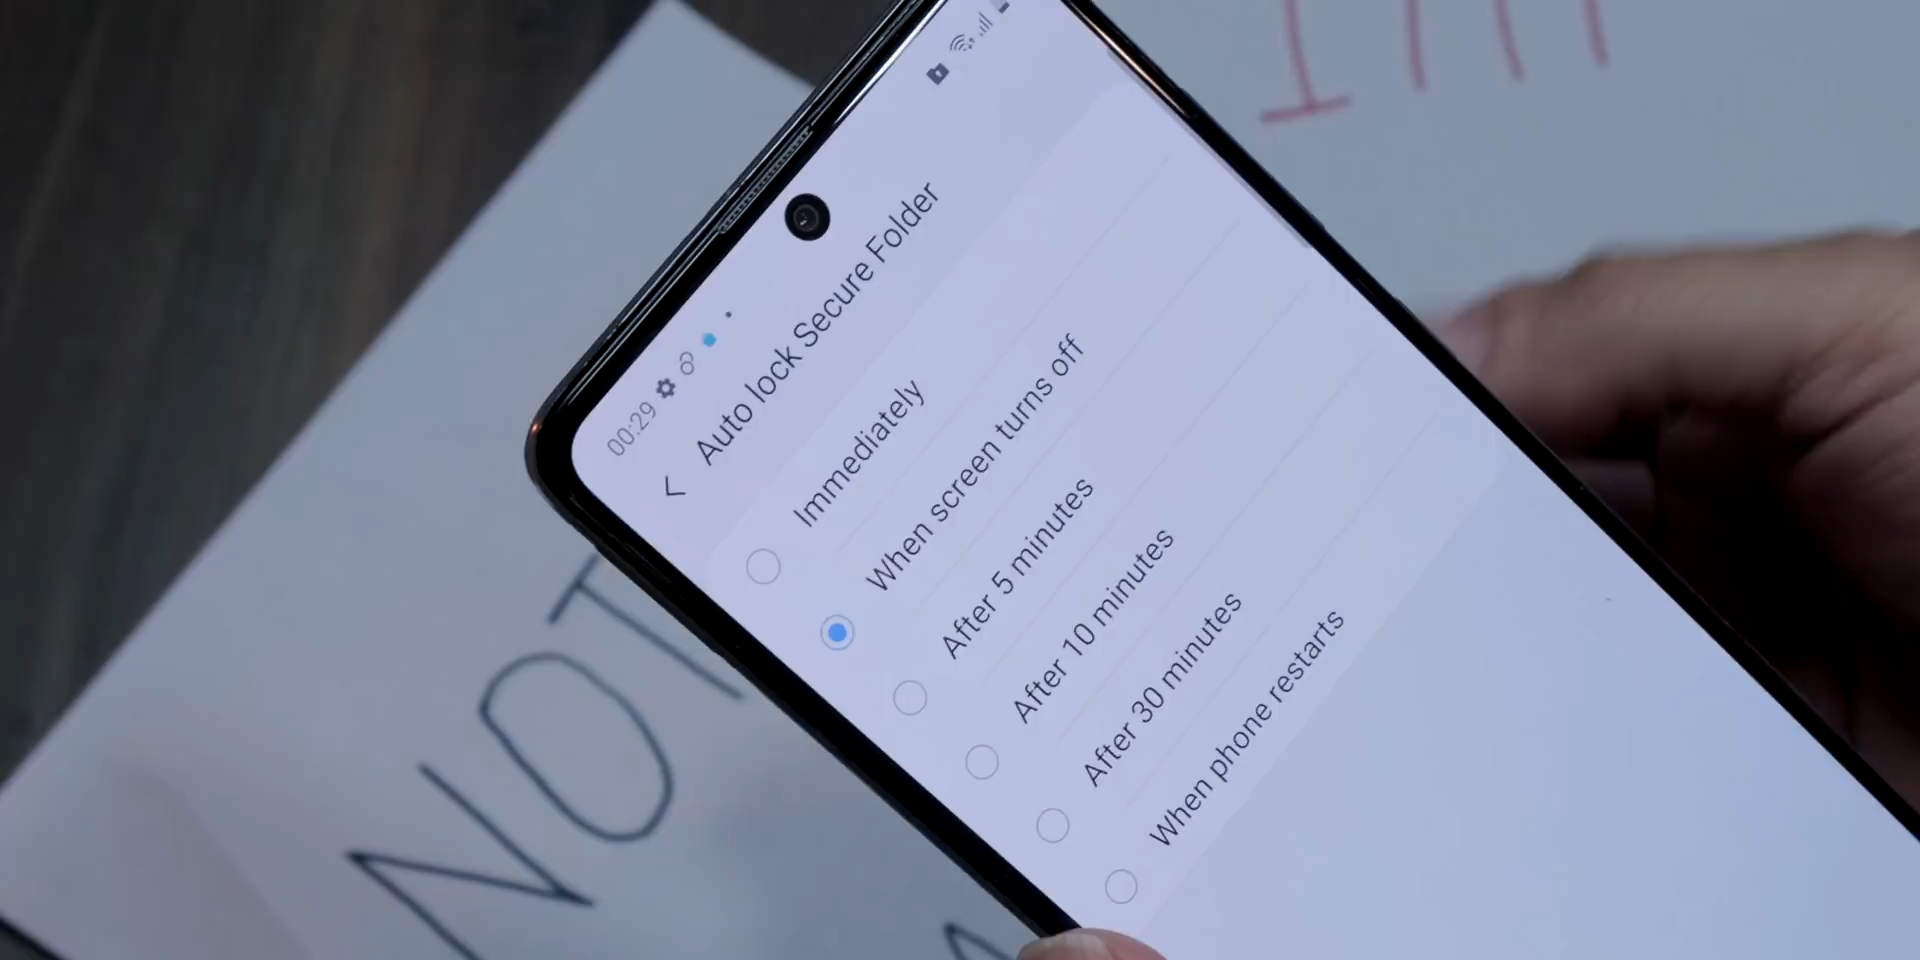 00:29
Auto lock Secure Folder
Immediately
When screen turns off
After 5 minutes
After 10 minutes
After 30 minutes
When phone restarts
NOT